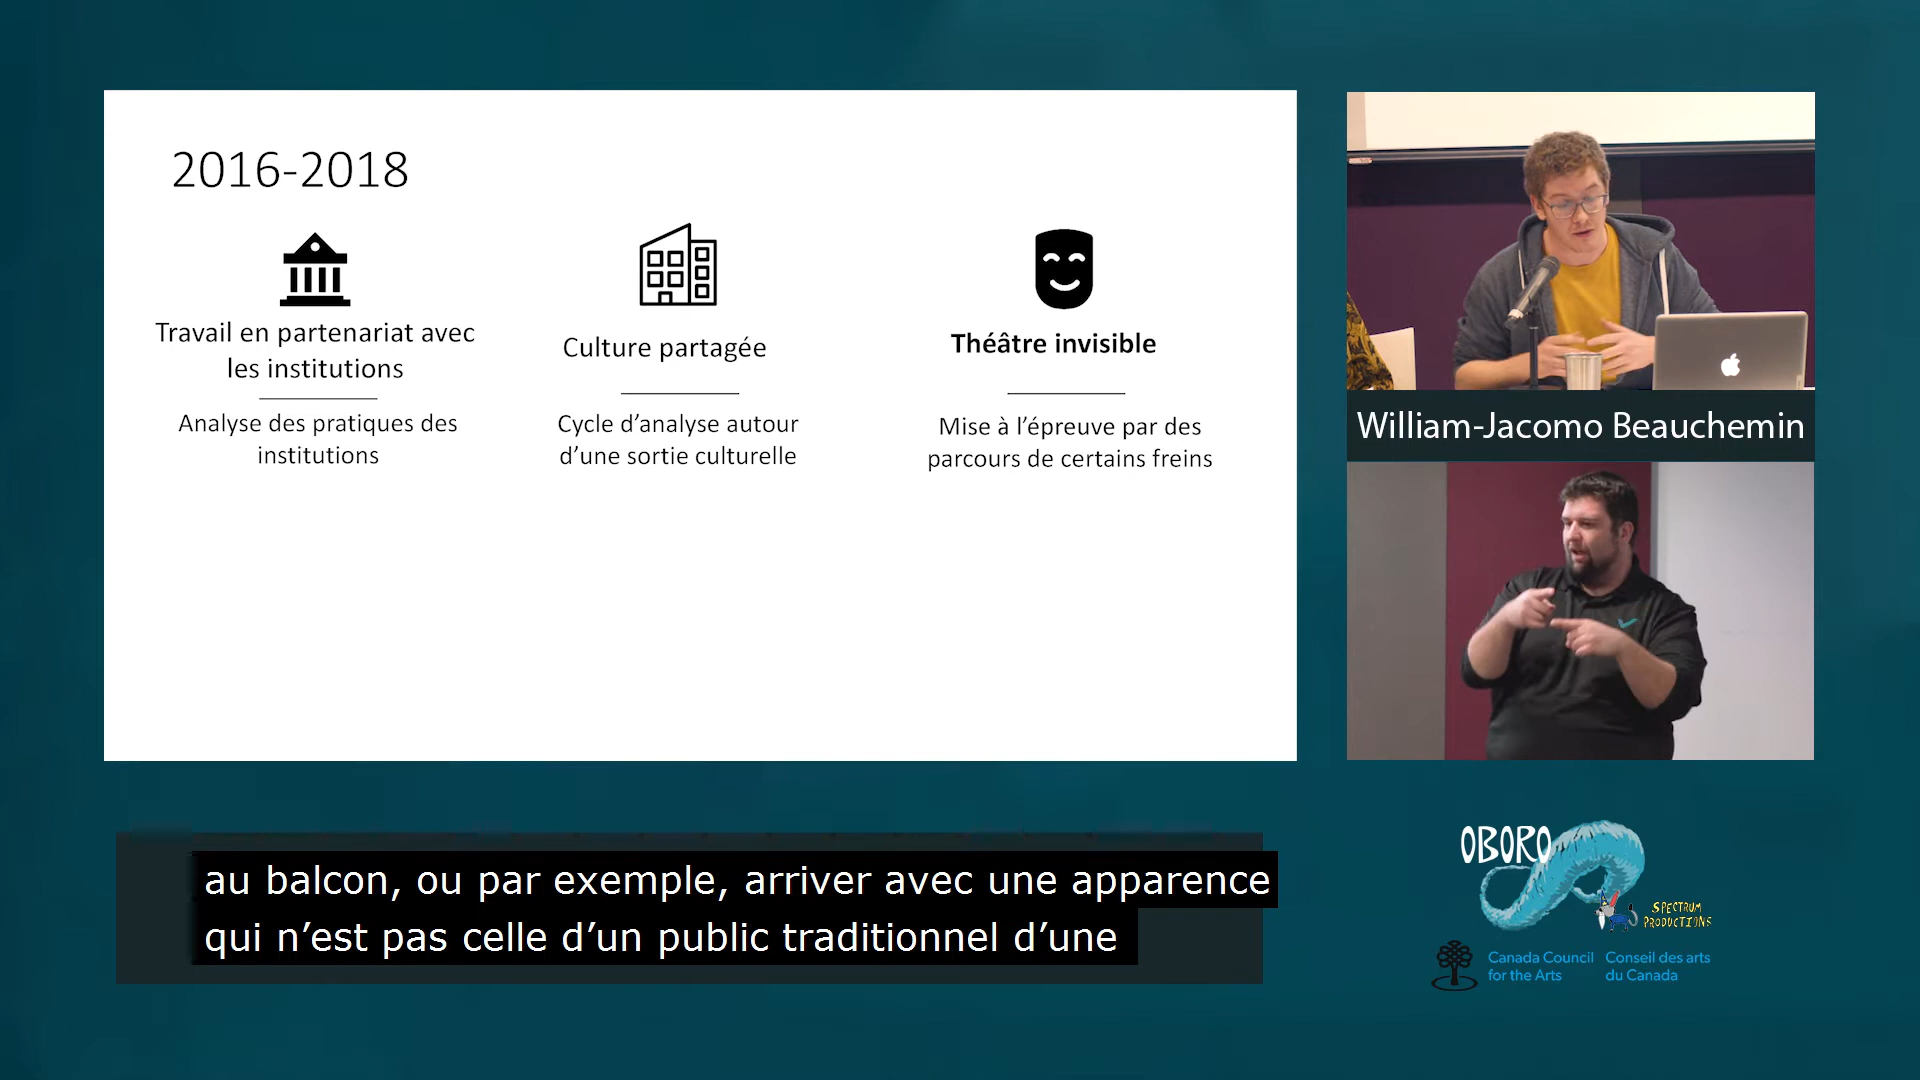 2016-2018
Travail en partenariat avec
les institutions
Analyse des pratiques des
institutions
Culture partagée
Cycle d’analyse autour
d’une sortie culturelle
Théâtre invisible
Mise à l’épreuve par des
parcours de certains freins
William-Jacomo Beauchemin
au balcon, ou par exemple, arriver avec une apparence
qui n’est pas celle d’un public traditionnel d’une
OBORO
SPECTRUM
PRODUCTIONS
Canada Council
for the Arts
Conseil des arts
du Canada